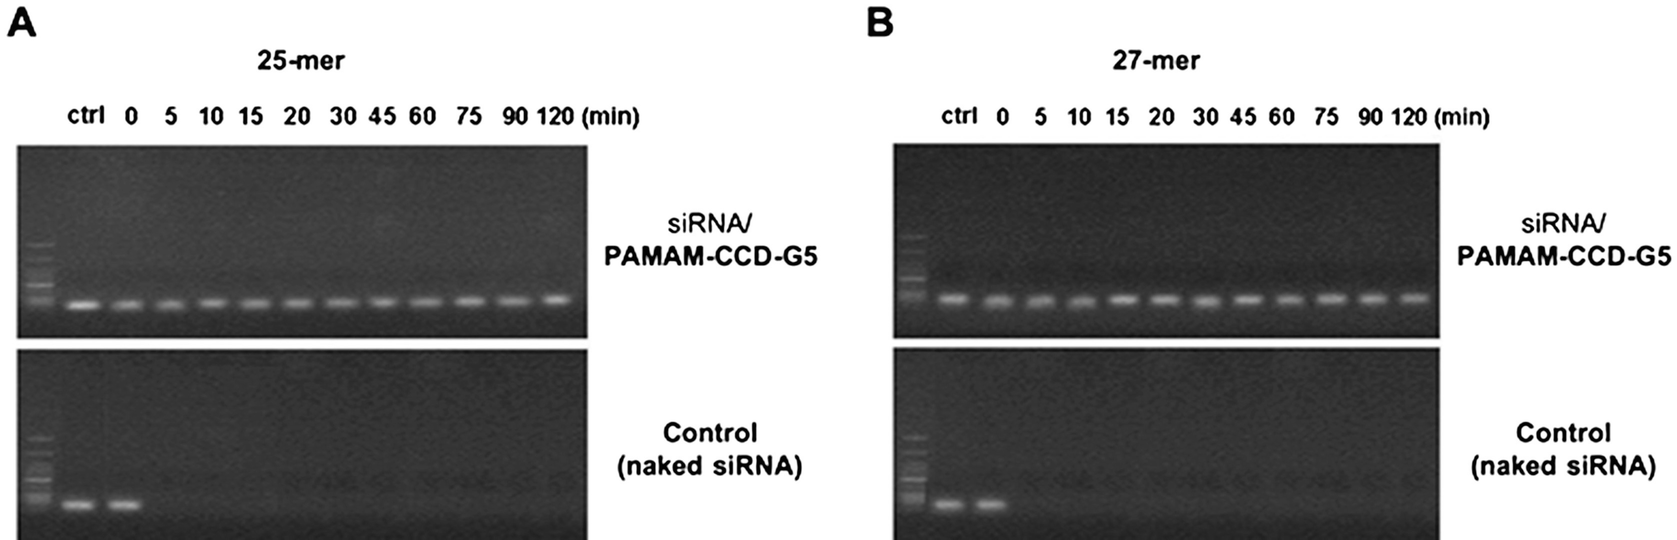 A
25-mer
ctrl 0 5 10 15 20 30 45 60 75 90 120 (min)
siRNA/
PAMAM-CCD-G5
Control
(naked siRNA)
B
27-mer
ctrl 0 5 10 15 20 30 45 60 75 90 120 (min)
siRNA/
PAMAM-CCD-G5
Control
(naked siRNA)